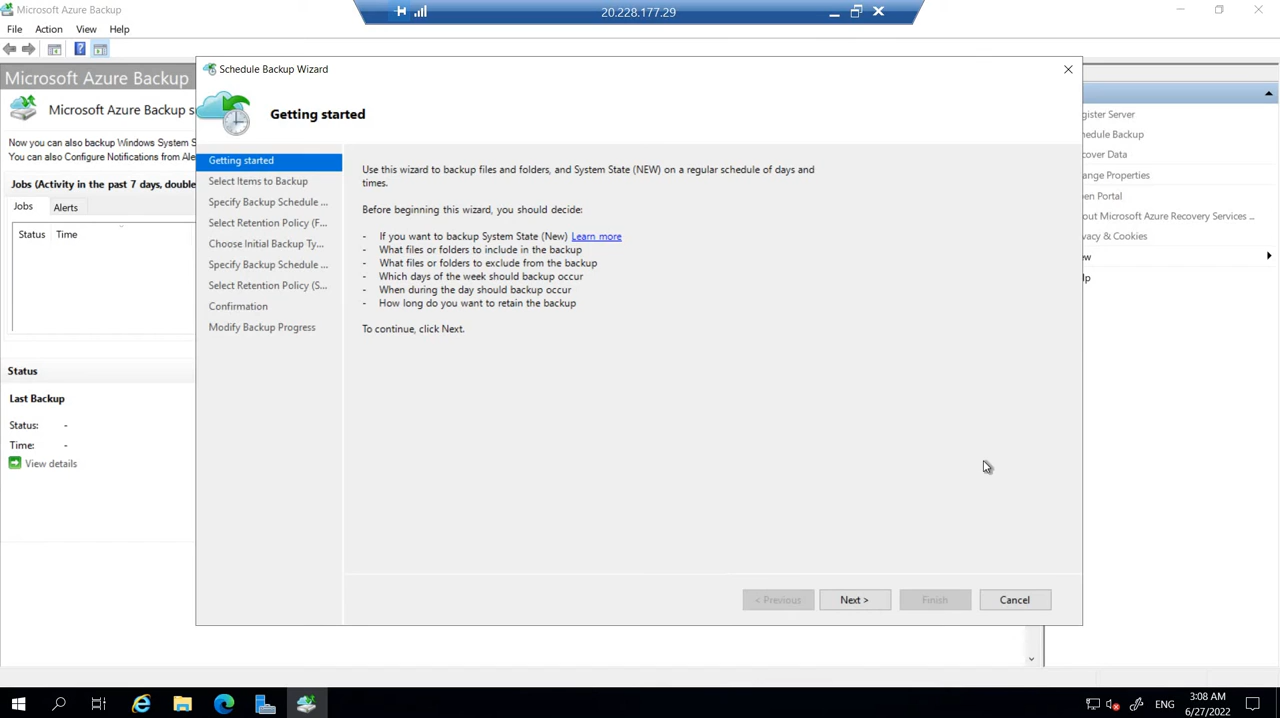 Microsoft Azure Backup
20.228.177.29
File Action View Help
Microsoft Azure Backup
Microsoft Azure Backup s
Now you can also backup Windows System S
You can also Configure Notifications from Ale
Jobs (Activity in the past 7 days, double
Jobs Alerts
Status Time
Status
Last Backup
Status: -
Time: -
View details
Schedule Backup Wizard
Getting started
Getting started
Select Items to Backup
Specify Backup Schedule ...
Select Retention Policy (F...
Choose Initial Backup Ty...
Specify Backup Schedule ...
Select Retention Policy (S...
Confirmation
Modify Backup Progress
Use this wizard to backup files and folders, and System State (NEW) on a regular schedule of days and
times.
Before beginning this wizard, you should decide:
- If you want to backup System State (New) Learn more
- What files or folders to include in the backup
- What files or folders to exclude from the backup
- Which days of the week should backup occur
- When during the day should backup occur
- How long do you want to retain the backup
To continue, click Next.
< Previous Next > Finish Cancel
gister Server
hedule Backup
cover Data
ange Properties
en Portal
out Microsoft Azure Recovery Services ...
vacy & Cookies
ew
lp
ENG
3:08 AM
6/27/2022